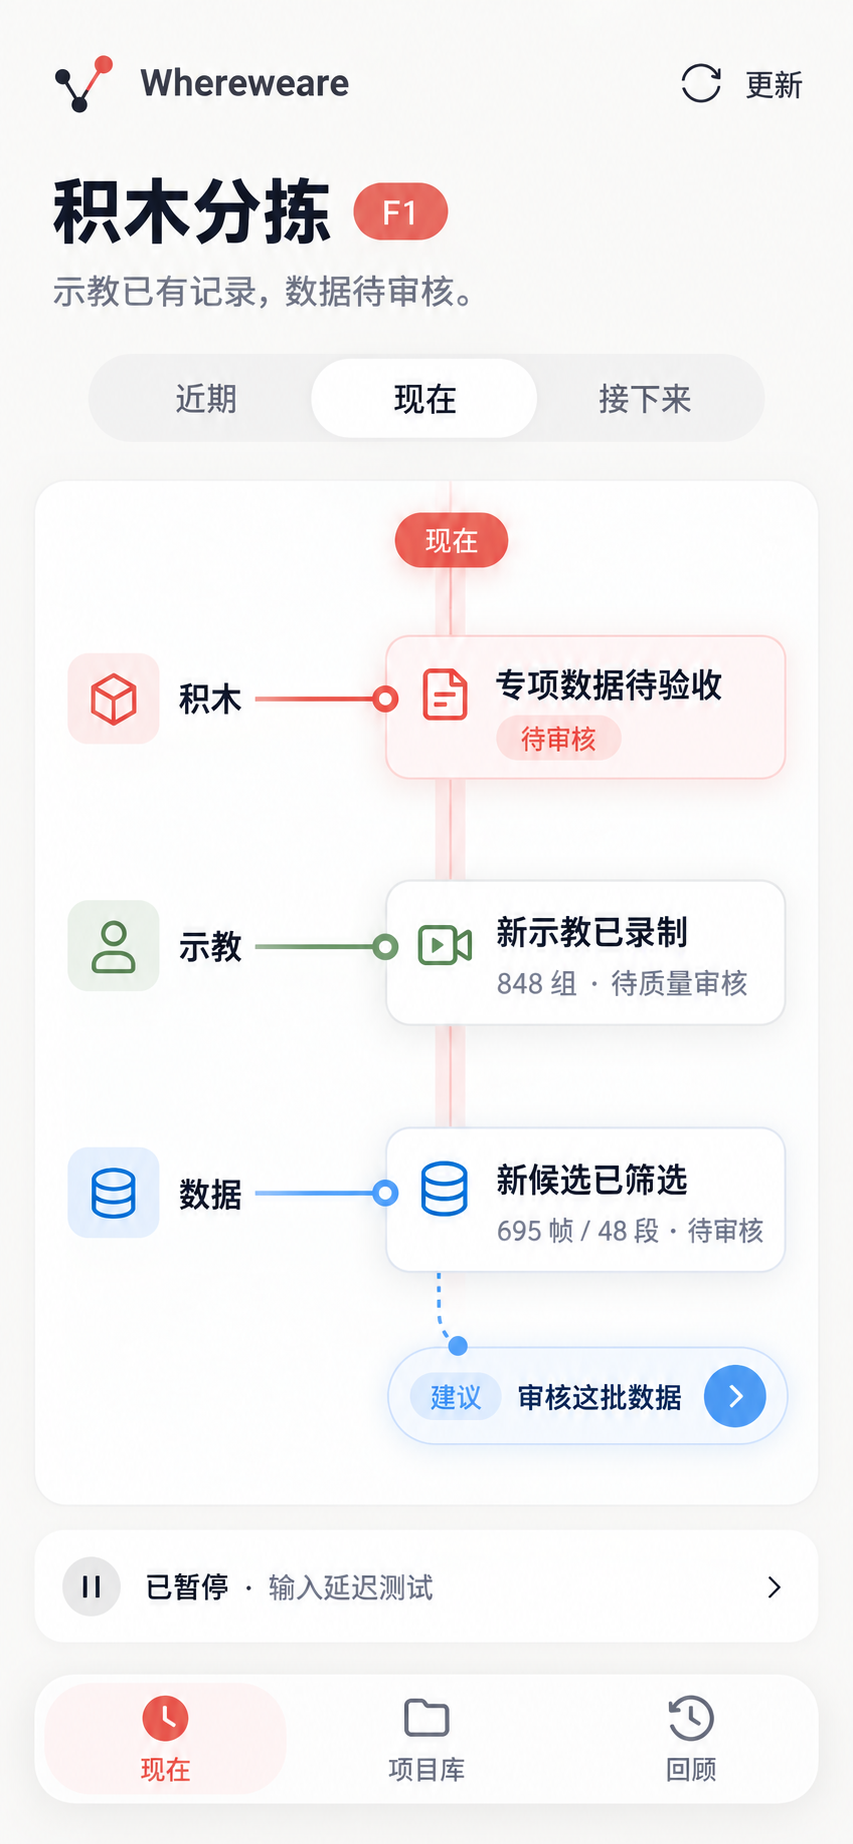 Whereweare
更新
积木分拣 F1
示教已有记录，数据待审核。
近期 现在 接下来
现在
积木
专项数据待验收
待审核
示教
新示教已录制
848 组 · 待质量审核
数据
新候选已筛选
695 帧 / 48 段 · 待审核
建议 审核这批数据
已暂停 · 输入延迟测试
现在 项目库 回顾